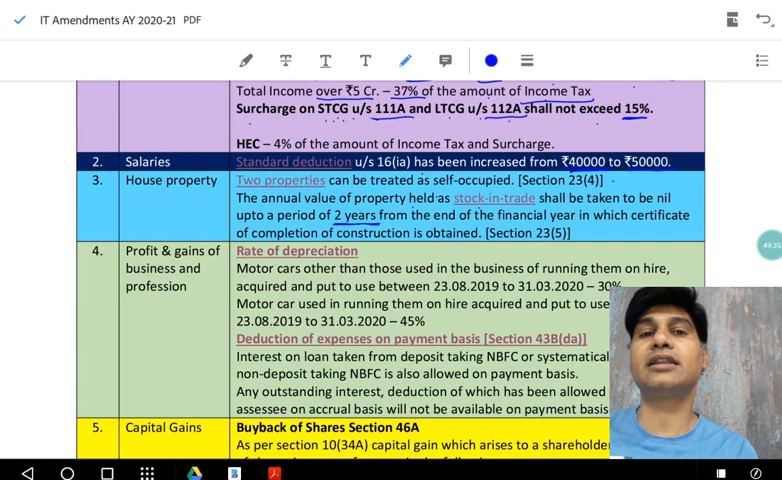 IT Amendments AY 2020-21 PDF
Total Income over ₹5 Cr. – 37% of the amount of Income Tax
Surcharge on STCG u/s 111A and LTCG u/s 112A shall not exceed 15%.
HEC – 4% of the amount of Income Tax and Surcharge.
2. Salaries Standard deduction u/s 16(ia) has been increased from ₹40000 to ₹50000.
3. House property Two properties can be treated as self-occupied. [Section 23(4)]
The annual value of property held as stock-in-trade shall be taken to be nil
upto a period of 2 years from the end of the financial year in which certificate
of completion of construction is obtained. [Section 23(5)]
4. Profit & gains of business and profession Rate of depreciation
Motor cars other than those used in the business of running them on hire,
acquired and put to use between 23.08.2019 to 31.03.2020 – 30%
Motor car used in running them on hire acquired and put to use
23.08.2019 to 31.03.2020 – 45%
Deduction of expenses on payment basis [Section 43B(da)]
Interest on loan taken from deposit taking NBFC or systematical
non-deposit taking NBFC is also allowed on payment basis.
Any outstanding interest, deduction of which has been allowed
assessee on accrual basis will not be available on payment basis
5. Capital Gains Buyback of Shares Section 46A
As per section 10(34A) capital gain which arises to a shareholder
49:35